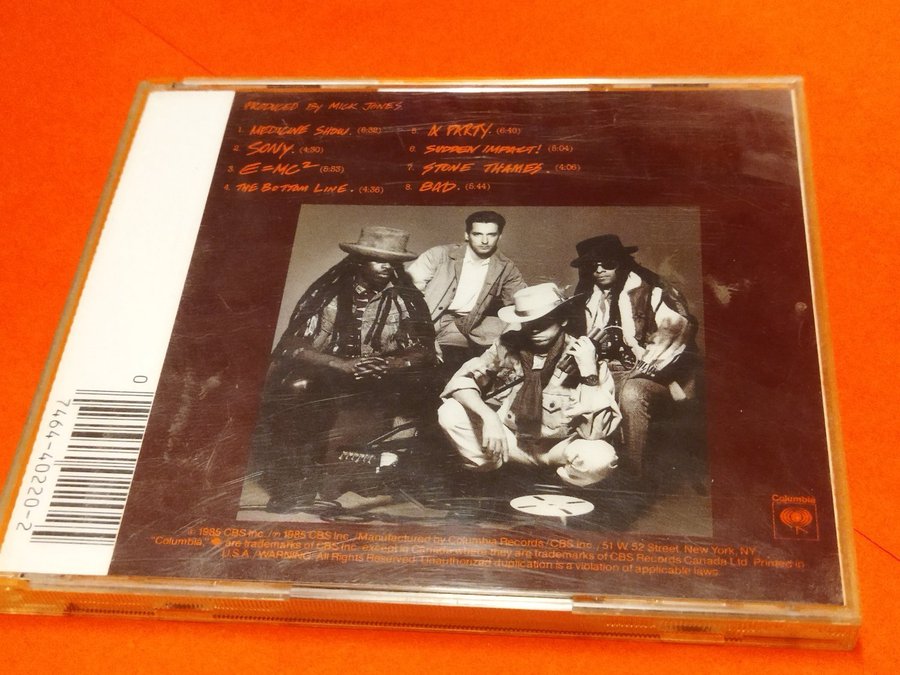 PRODUCED BY MICK JONES
1. MEDICINE SHOW. (6:32)
2. SONY. (4:30)
3. E=MC² (5:53)
4. THE BOTTOM LINE. (4:36)
5. A PARTY. (6:40)
6. SUDDEN IMPACT! (5:04)
7. STONE THAMES. (4:06)
8. BAD. (5:44)
0 7464-40220-2
Columbia
© 1985 CBS Inc. / ℗ 1985 CBS Inc. /Manufactured by Columbia Records /CBS Inc., 51 W. 52 Street, New York, NY
"Columbia" are trademarks of CBS Inc. except in Canada where they are trademarks of CBS Records Canada Ltd. Printed in
U.S.A. /WARNING: All Rights Reserved. Unauthorized duplication is a violation of applicable laws.